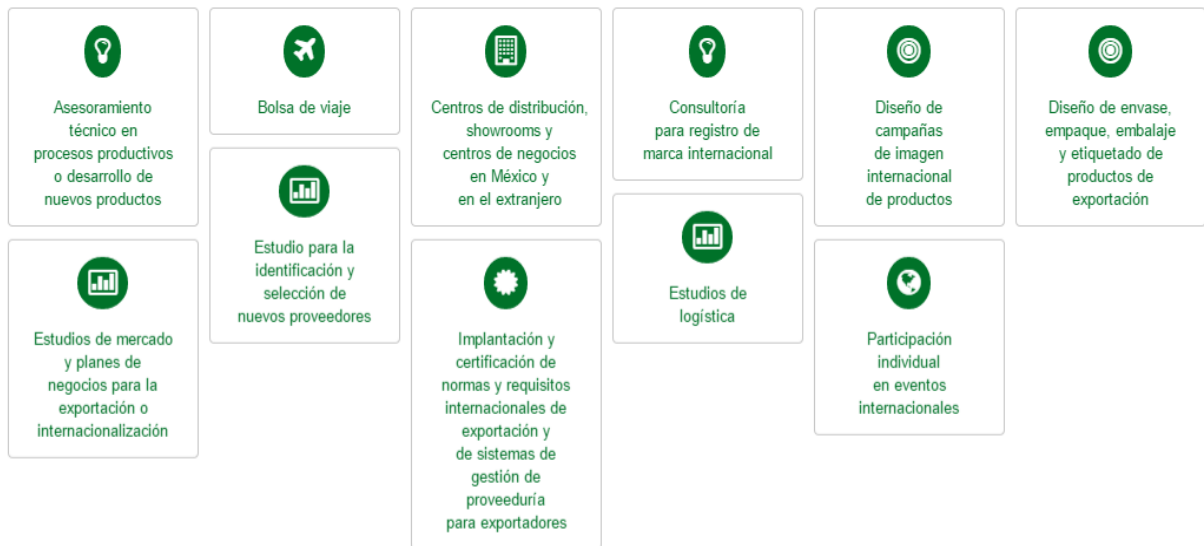 Asesoramiento
técnico en
procesos productivos
o desarrollo de
nuevos productos
Bolsa de viaje
Centros de distribución,
showrooms y
centros de negocios
en México y
en el extranjero
Consultoría
para registro de
marca internacional
Diseño de
campañas
de imagen
internacional
de productos
Diseño de envase,
empaque, embalaje
y etiquetado de
productos de
exportación
Estudios de mercado
y planes de
negocios para la
exportación o
internacionalización
Estudio para la
identificación y
selección de
nuevos proveedores
Implantación y
certificación de
normas y requisitos
internacionales de
exportación y
de sistemas de
gestión de
proveeduría
para exportadores
Estudios de
logística
Participación
individual
en eventos
internacionales